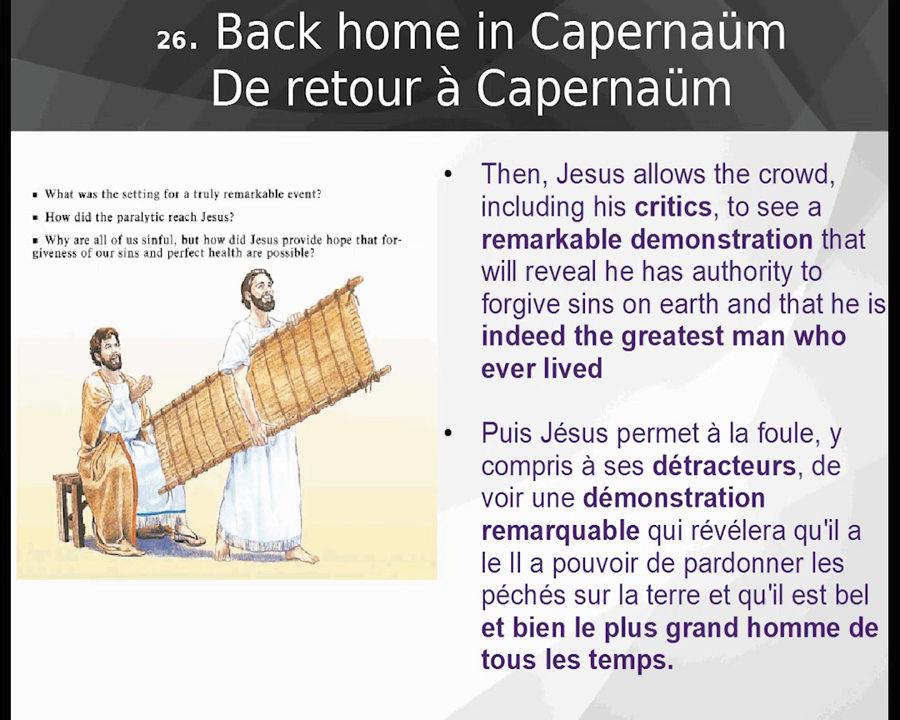 26. Back home in Capernaüm
De retour à Capernaüm
▪ What was the setting for a truly remarkable event?
▪ How did the paralytic reach Jesus?
▪ Why are all of us sinful, but how did Jesus provide hope that for-
giveness of our sins and perfect health are possible?
• Then, Jesus allows the crowd,
including his critics, to see a
remarkable demonstration that
will reveal he has authority to
forgive sins on earth and that he is
indeed the greatest man who
ever lived
• Puis Jésus permet à la foule, y
compris à ses détracteurs, de
voir une démonstration
remarquable qui révélera qu'il a
le Il a pouvoir de pardonner les
péchés sur la terre et qu'il est bel
et bien le plus grand homme de
tous les temps.